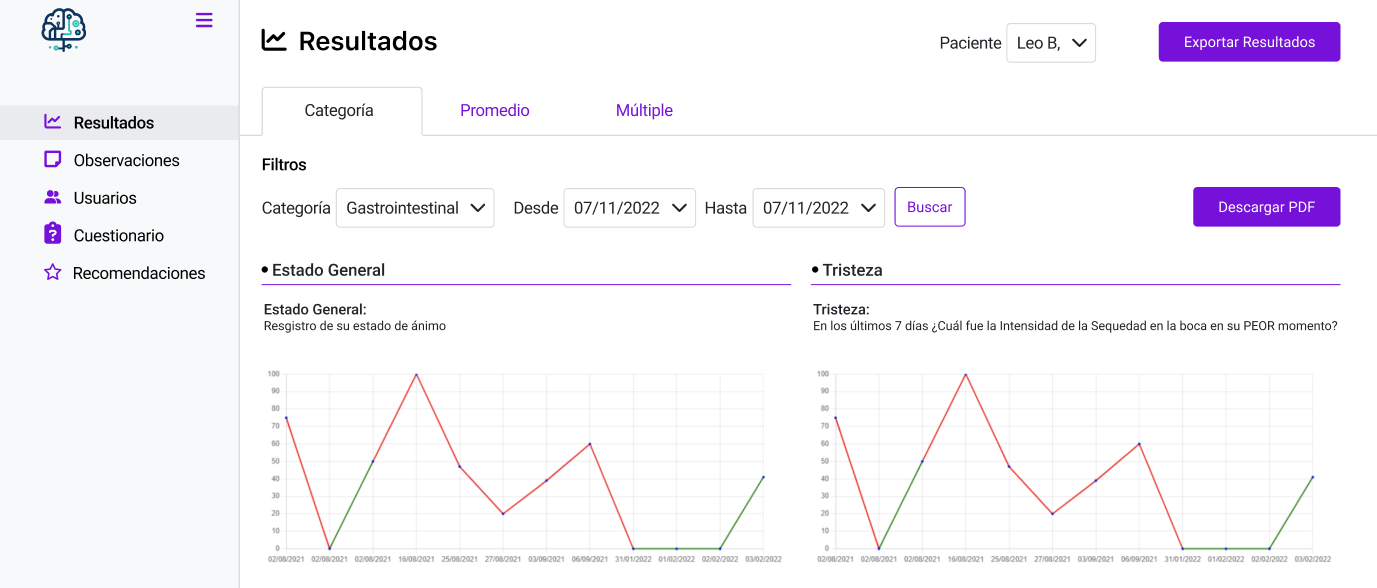 Resultados
Paciente Leo B,
Exportar Resultados
Resultados
Observaciones
Usuarios
Cuestionario
Recomendaciones
Categoría Promedio Múltiple
Filtros
Categoría Gastrointestinal Desde 07/11/2022 Hasta 07/11/2022 Buscar Descargar PDF
• Estado General
Estado General:
Resgistro de su estado de ánimo
100
90
80
70
60
50
40
30
20
10
0
02/08/2021 02/08/2021 02/08/2021 16/08/2021 25/08/2021 27/08/2021 03/09/2021 06/09/2021 31/01/2022 01/02/2022 02/02/2022 03/02/2022
• Tristeza
Tristeza:
En los últimos 7 días ¿Cuál fue la Intensidad de la Sequedad en la boca en su PEOR momento?
100
90
80
70
60
50
40
30
20
10
0
02/08/2021 02/08/2021 02/08/2021 16/08/2021 25/08/2021 27/08/2021 03/09/2021 06/09/2021 31/01/2022 01/02/2022 02/02/2022 03/02/2022